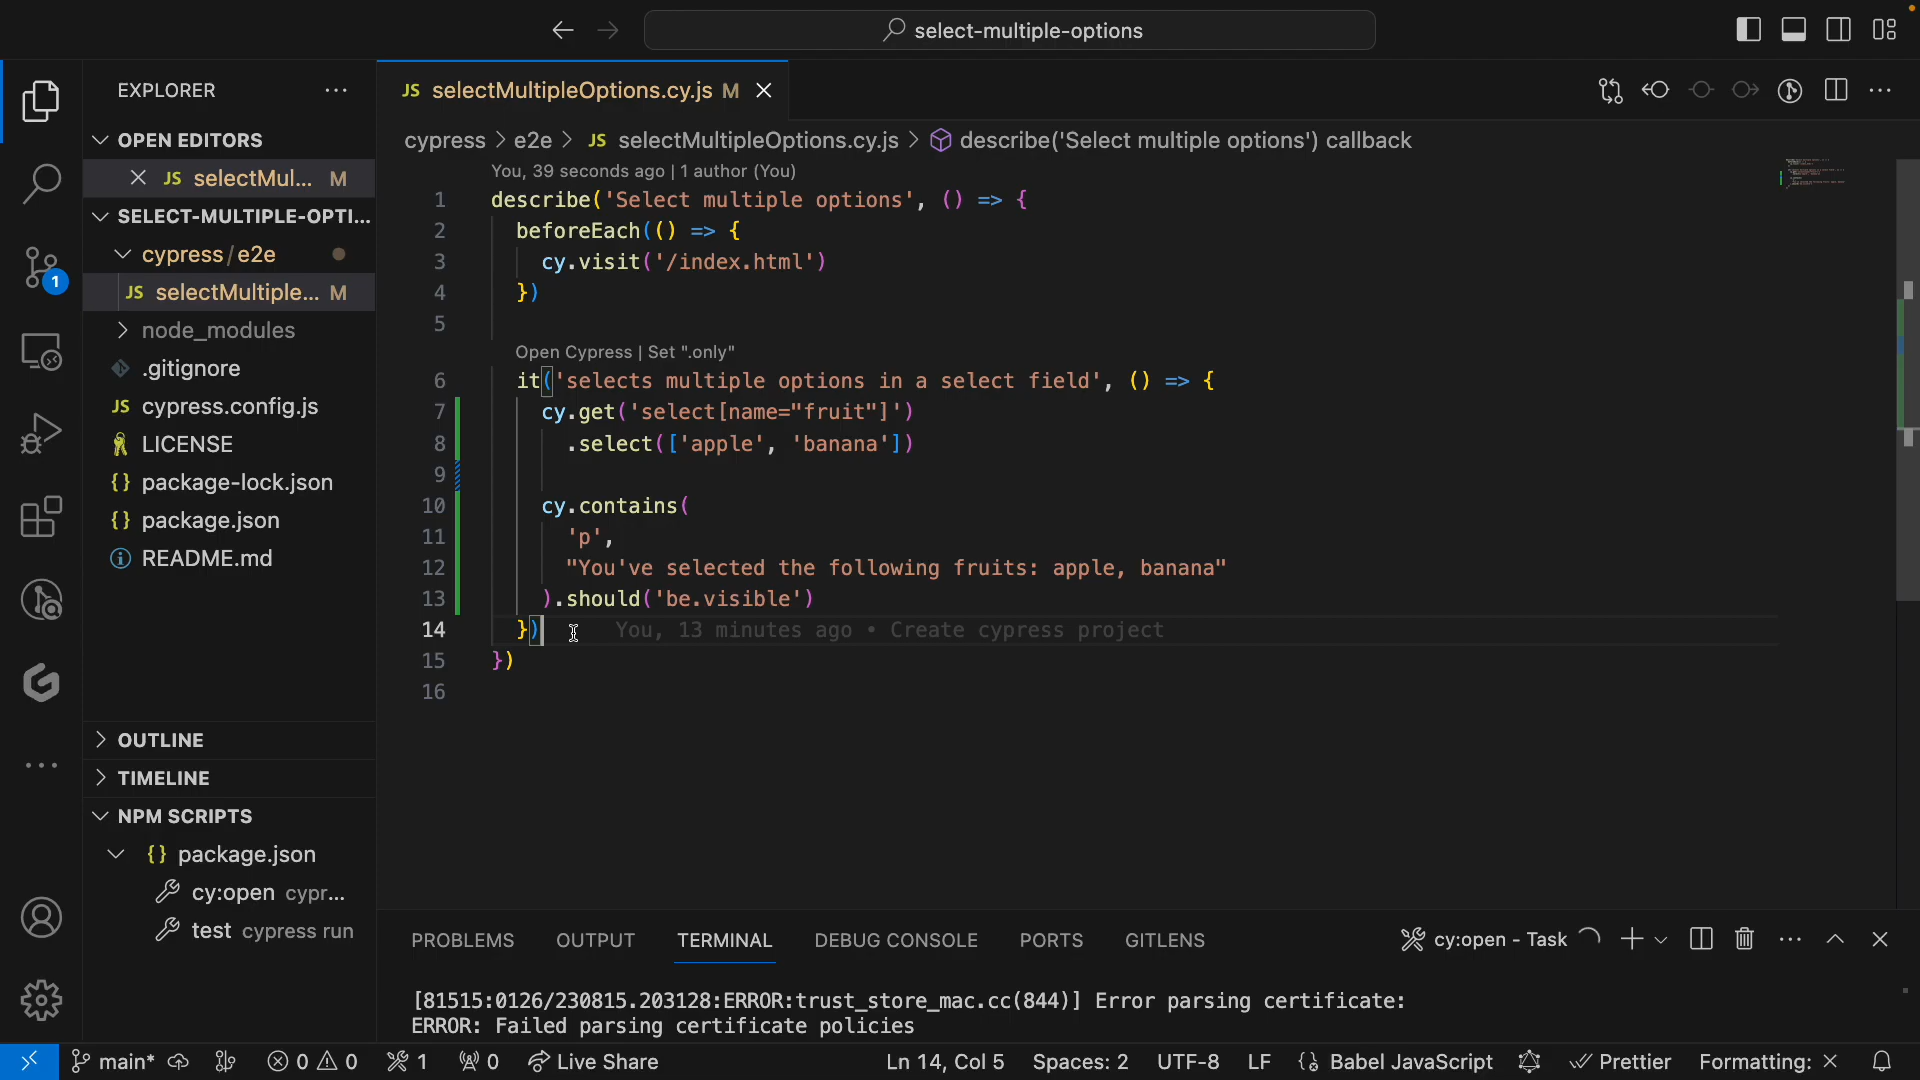 select-multiple-options
EXPLORER
JS selectMultipleOptions.cy.js M
OPEN EDITORS
JS selectMul... M
SELECT-MULTIPLE-OPTI...
cypress/e2e
JS selectMultiple... M
node_modules
.gitignore
JS cypress.config.js
LICENSE
{} package-lock.json
{} package.json
README.md
OUTLINE
TIMELINE
NPM SCRIPTS
{} package.json
cy:open cypr...
test cypress run
1
cypress > e2e > JS selectMultipleOptions.cy.js > describe('Select multiple options') callback
You, 39 seconds ago | 1 author (You)
1 describe('Select multiple options', () => {
2 beforeEach(() => {
3 cy.visit('/index.html')
4 })
5
Open Cypress | Set ".only"
6 it('selects multiple options in a select field', () => {
7 cy.get('select[name="fruit"]')
8 .select(['apple', 'banana'])
9
10 cy.contains(
11 'p',
12 "You've selected the following fruits: apple, banana"
13 ).should('be.visible')
14 }) You, 13 minutes ago • Create cypress project
15 })
16
PROBLEMS OUTPUT TERMINAL DEBUG CONSOLE PORTS GITLENS cy:open - Task
[81515:0126/230815.203128:ERROR:trust_store_mac.cc(844)] Error parsing certificate:
ERROR: Failed parsing certificate policies
main* 0 0 1 0 Live Share Ln 14, Col 5 Spaces: 2 UTF-8 LF {} Babel JavaScript Prettier Formatting: ×